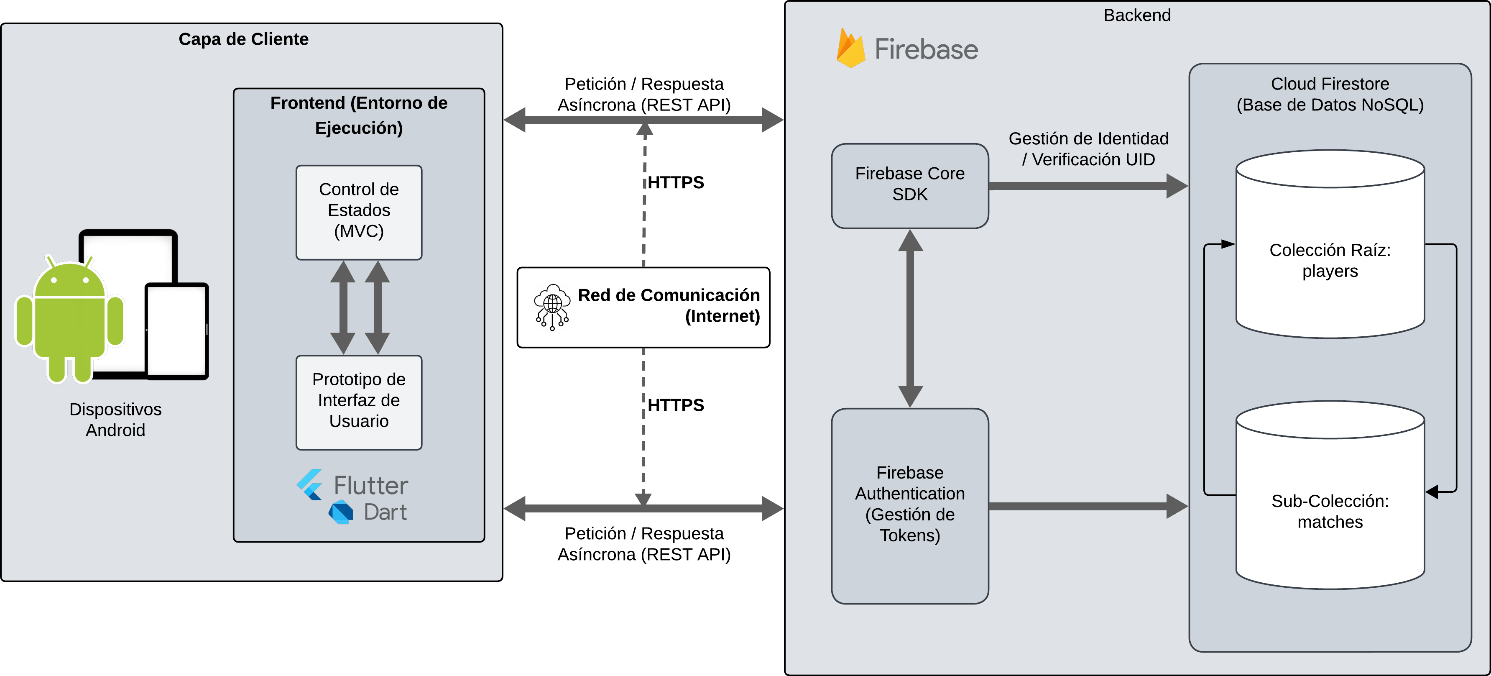 Capa de Cliente
Frontend (Entorno de
Ejecución)
Control de
Estados
(MVC)
Prototipo de
Interfaz de
Usuario
Flutter
Dart
Dispositivos
Android
Petición / Respuesta
Asíncrona (REST API)
HTTPS
Red de Comunicación
(Internet)
HTTPS
Petición / Respuesta
Asíncrona (REST API)
Backend
Firebase
Firebase Core
SDK
Gestión de Identidad
/ Verificación UID
Firebase
Authentication
(Gestión de
Tokens)
Cloud Firestore
(Base de Datos NoSQL)
Colección Raíz:
players
Sub-Colección:
matches